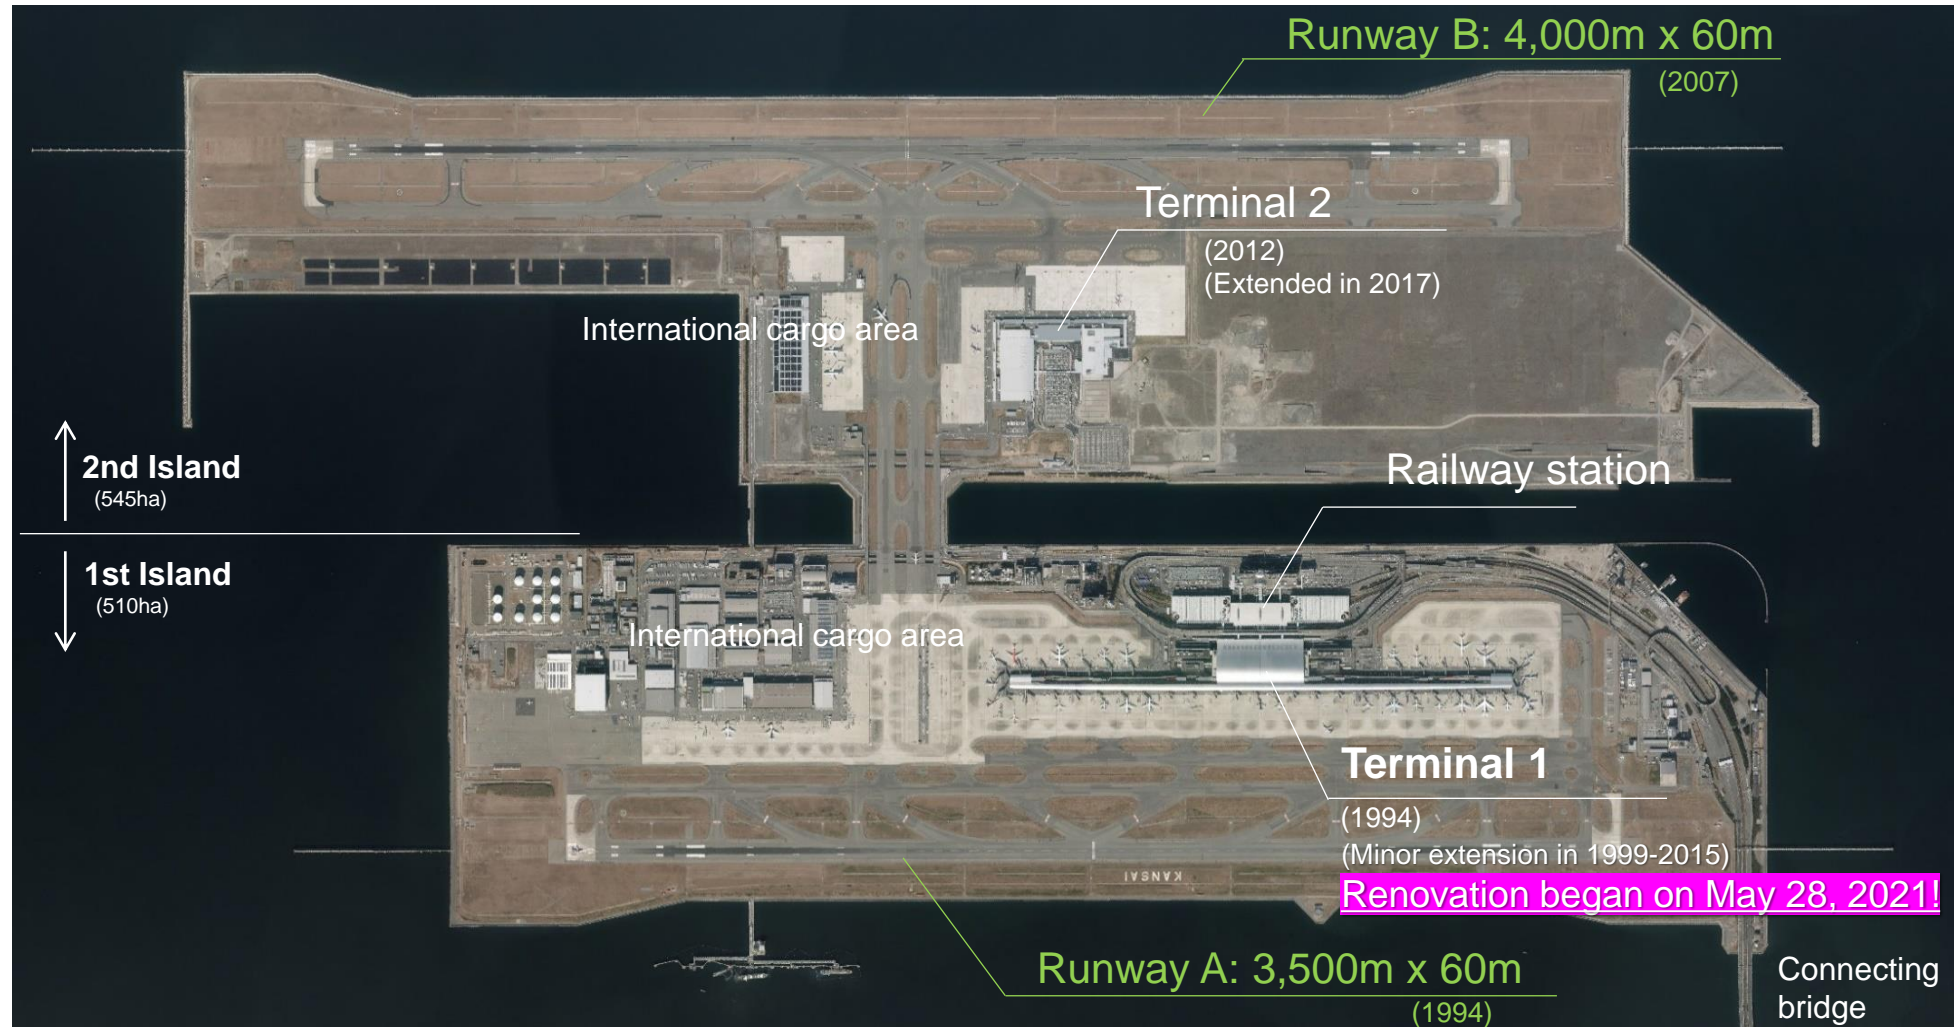 Runway B: 4,000m x 60m
(2007)
Terminal 2
(2012)
(Extended in 2017)
International cargo area
2nd Island
(545ha)
Railway station
1st Island
(510ha)
International cargo area
Terminal 1
(1994)
(Minor extension in 1999-2015)
Renovation began on May 28, 2021!
KANSAI
Runway A: 3,500m x 60m
(1994)
Connecting
bridge